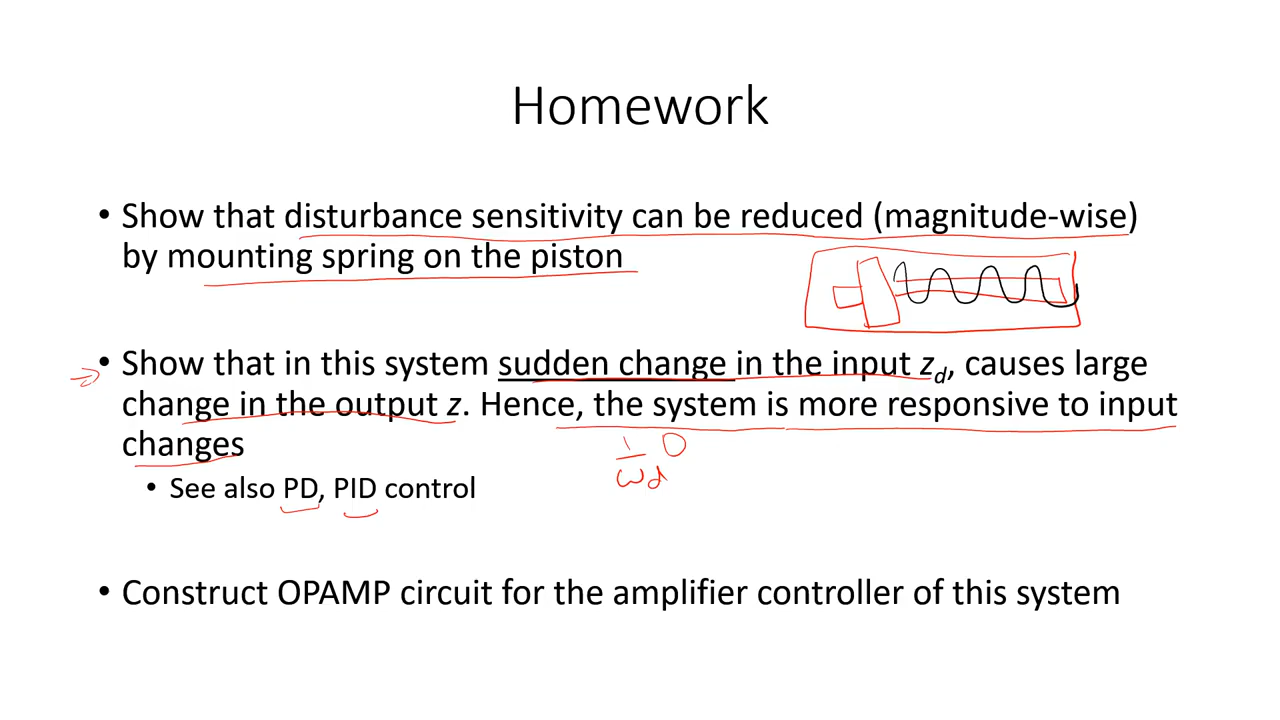 Homework
• Show that disturbance sensitivity can be reduced (magnitude-wise)
by mounting spring on the piston
• Show that in this system sudden change in the input z_d, causes large
change in the output z. Hence, the system is more responsive to input
changes
1/ω_d D
• See also PD, PID control
• Construct OPAMP circuit for the amplifier controller of this system